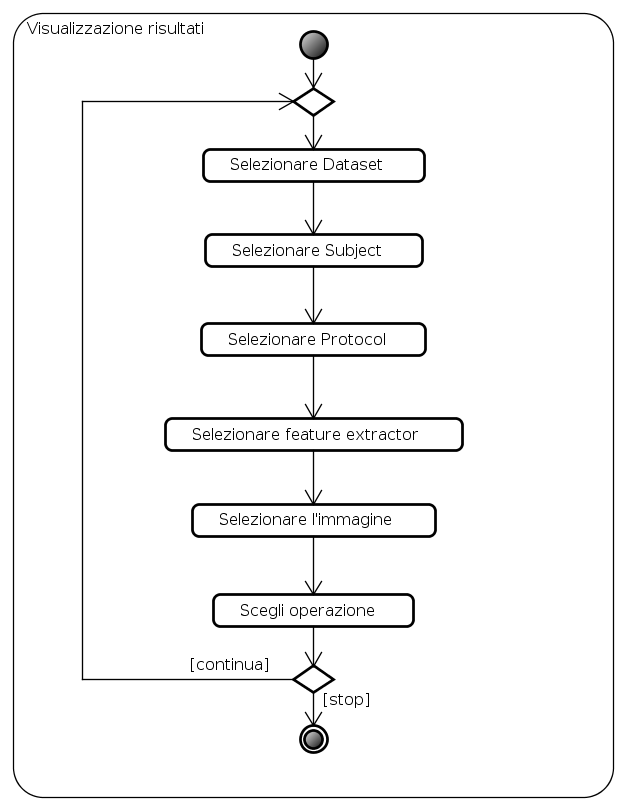 Visualizzazione risultati
Selezionare Dataset
Selezionare Subject
Selezionare Protocol
Selezionare feature extractor
Selezionare l'immagine
Scegli operazione
[continua]
[stop]